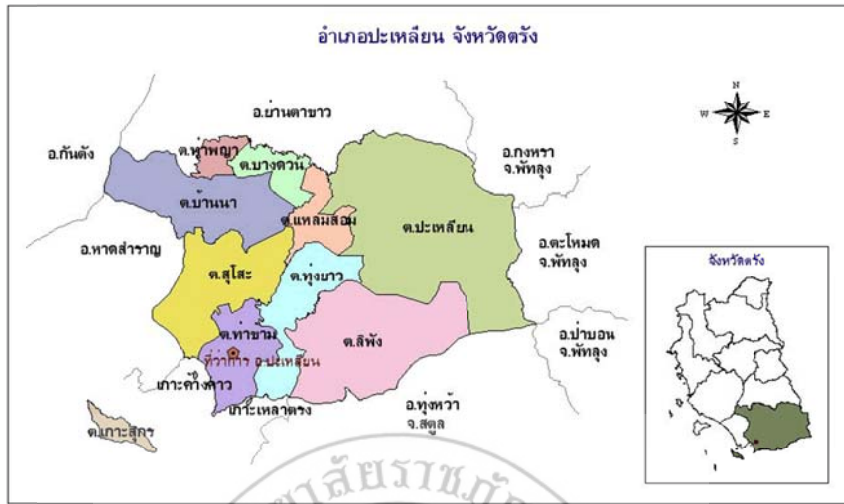 อำเภอปะเหลียน จังหวัดตรัง
N
W E
S
อ.ย่านตาขาว
อ.กันตัง
ต.ทุ่าพญา
ต.บางด้วน
อ.กงหรา
จ.พัทลุง
ต.บ้านนา
ต.แหลมสอม
ต.ปะเหลียน
อ.หาดสำราญ
อ.ตะโหมด
จ.พัทลุง
ต.สุโสะ
ต.ทุ่งยาว
จังหวัดตรัง
ต.ท่าข้าม
ต.ลิพัง
อ.ป่าบอน
จ.พัทลุง
ที่ว่าการ อ.ปะเหลียน
เกาะค้างคาว
เกาะเหลาตรง
อ.ทุ่งหว้า
จ.สตูล
ต.เกาะสุกร